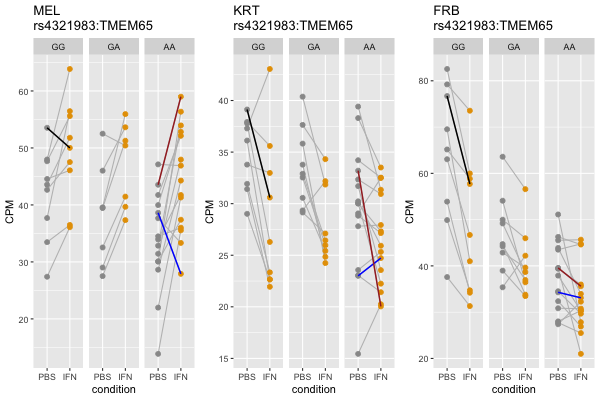 MEL
rs4321983:TMEM65
GG GA AA
CPM
60
50
40
30
20
PBS IFN PBS IFN PBS IFN
condition
KRT
rs4321983:TMEM65
GG GA AA
CPM
40
35
30
25
20
15
PBS IFN PBS IFN PBS IFN
condition
FRB
rs4321983:TMEM65
GG GA AA
CPM
80
60
40
20
PBS IFN PBS IFN PBS IFN
condition